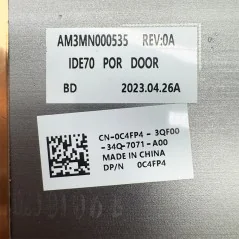 AM3MN000535 REV:0A
IDE70 POR DOOR
BD 2023.04.26A
CN-0C4FP4 - 3QF00
-34Q-7071 - A00
MADE IN CHINA
DP/N 0C4FP4